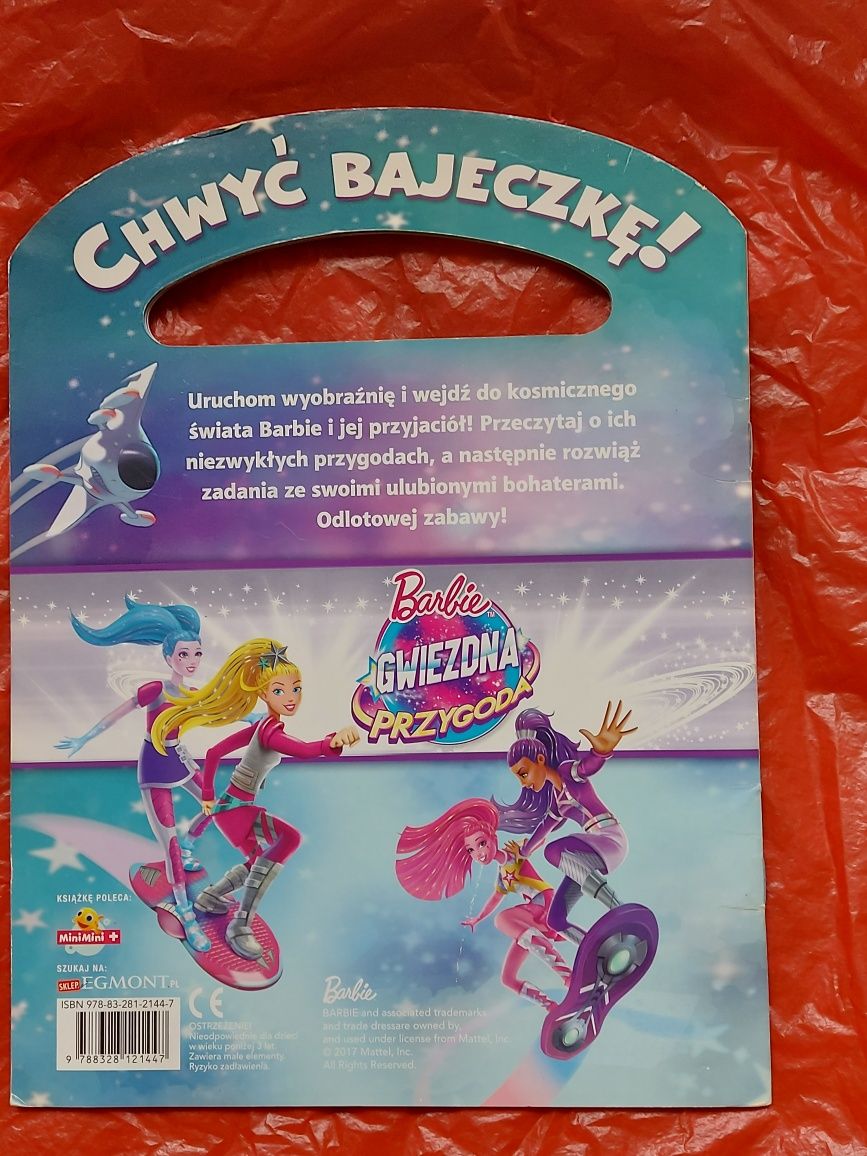 CHWYĆ BAJECZKĘ!
Uruchom wyobraźnię i wejdź do kosmicznego
świata Barbie i jej przyjaciół! Przeczytaj o ich
niezwykłych przygodach, a następnie rozwiąż
zadania ze swoimi ulubionymi bohaterami.
Odlotowej zabawy!
Barbie™
GWIEZDNA
PRZYGODA
KSIĄŻKĘ POLECA:
MiniMini +
SZUKAJ NA:
SKLEP EGMONT.PL
ISBN 978-83-281-2144-7
9 788328 121447
CE
OSTRZEŻENIE!
Nieodpowiednie dla dzieci
w wieku poniżej 3 lat.
Zawiera małe elementy.
Ryzyko zadławienia.
Barbie
BARBIE and associated trademarks
and trade dress are owned by,
and used under license from Mattel, Inc.
© 2017 Mattel, Inc.
All Rights Reserved.